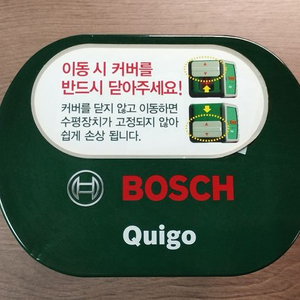 이동 시 커버를
반드시 닫아주세요!
커버를 닫지 않고 이동하면
수평장치가 고정되지 않아
쉽게 손상 됩니다.
BOSCH
Quigo